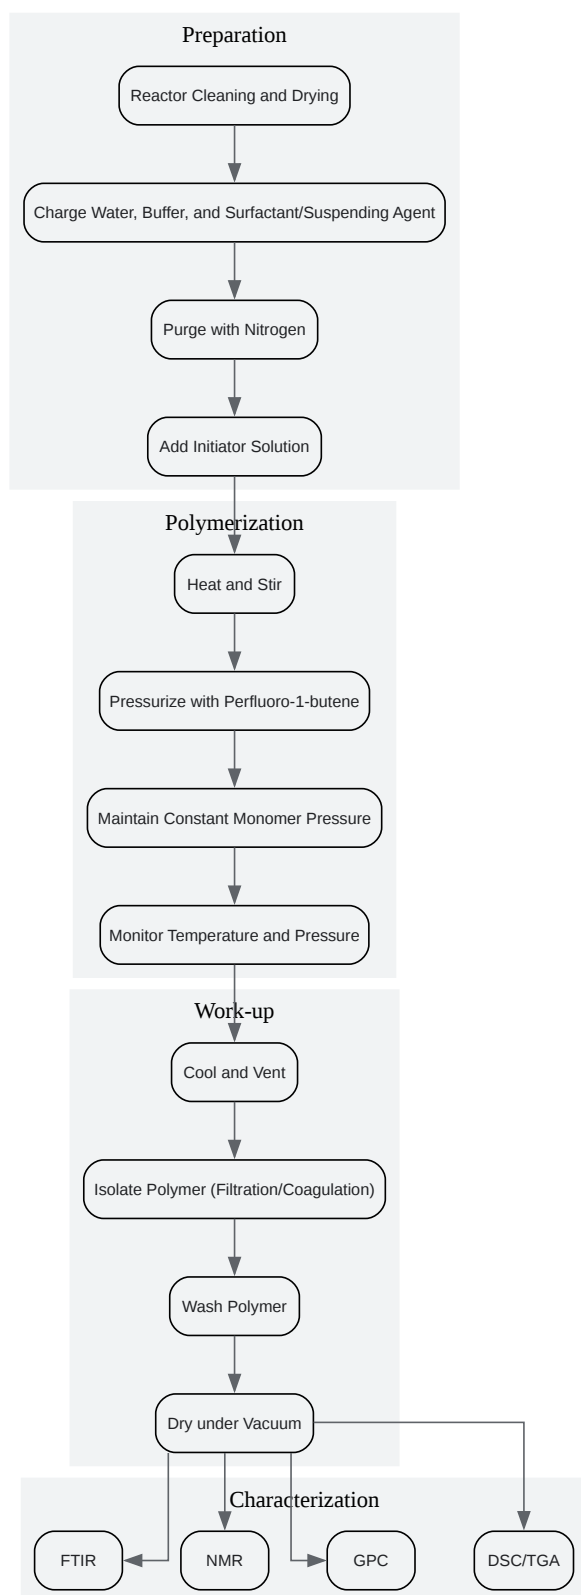 Preparation
Reactor Cleaning and Drying
Charge Water, Buffer, and Surfactant/Suspending Agent
Purge with Nitrogen
Add Initiator Solution
Polymerization
Heat and Stir
Pressurize with Perfluoro-1-butene
Maintain Constant Monomer Pressure
Monitor Temperature and Pressure
Work-up
Cool and Vent
Isolate Polymer (Filtration/Coagulation)
Wash Polymer
Dry under Vacuum
Characterization
FTIR
NMR
GPC
DSC/TGA